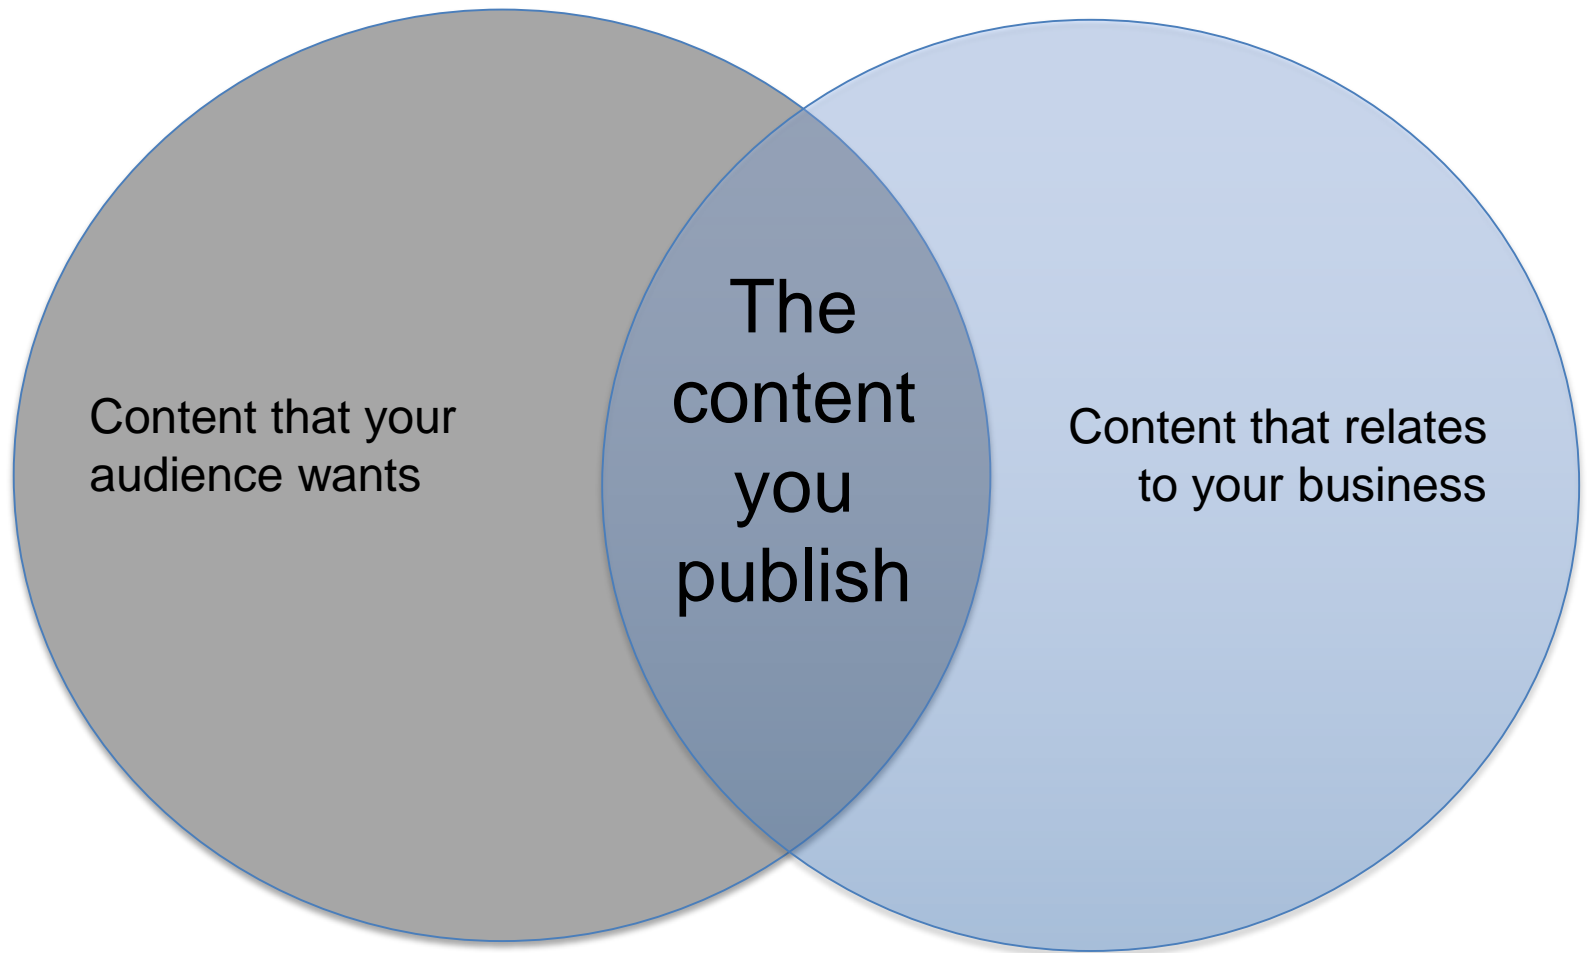 Content that your
audience wants
The
content
you
publish
Content that relates
to your business